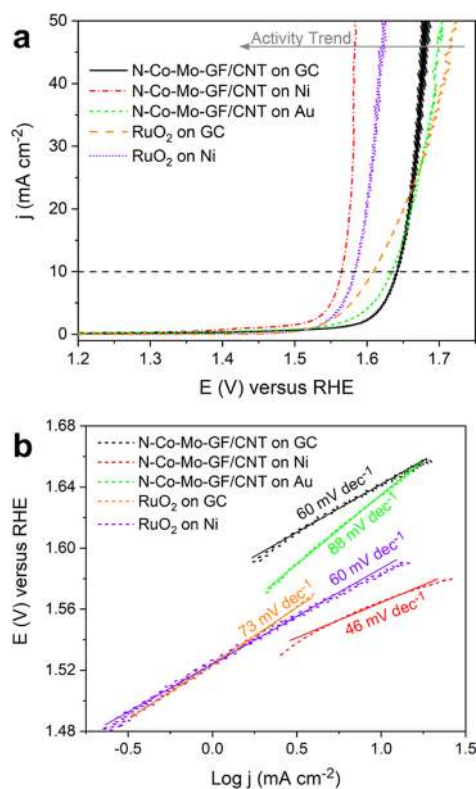 a
Activity Trend
N-Co-Mo-GF/CNT on GC
N-Co-Mo-GF/CNT on Ni
N-Co-Mo-GF/CNT on Au
RuO₂ on GC
RuO₂ on Ni
j (mA cm⁻²)
50
40
30
20
10
0
1.2 1.3 1.4 1.5 1.6 1.7
E (V) versus RHE
b
N-Co-Mo-GF/CNT on GC
N-Co-Mo-GF/CNT on Ni
N-Co-Mo-GF/CNT on Au
RuO₂ on GC
RuO₂ on Ni
60 mV dec⁻¹
88 mV dec⁻¹
60 mV dec⁻¹
73 mV dec⁻¹
46 mV dec⁻¹
E (V) versus RHE
1.68
1.64
1.60
1.56
1.52
1.48
-0.5 0.0 0.5 1.0 1.5
Log j (mA cm⁻²)